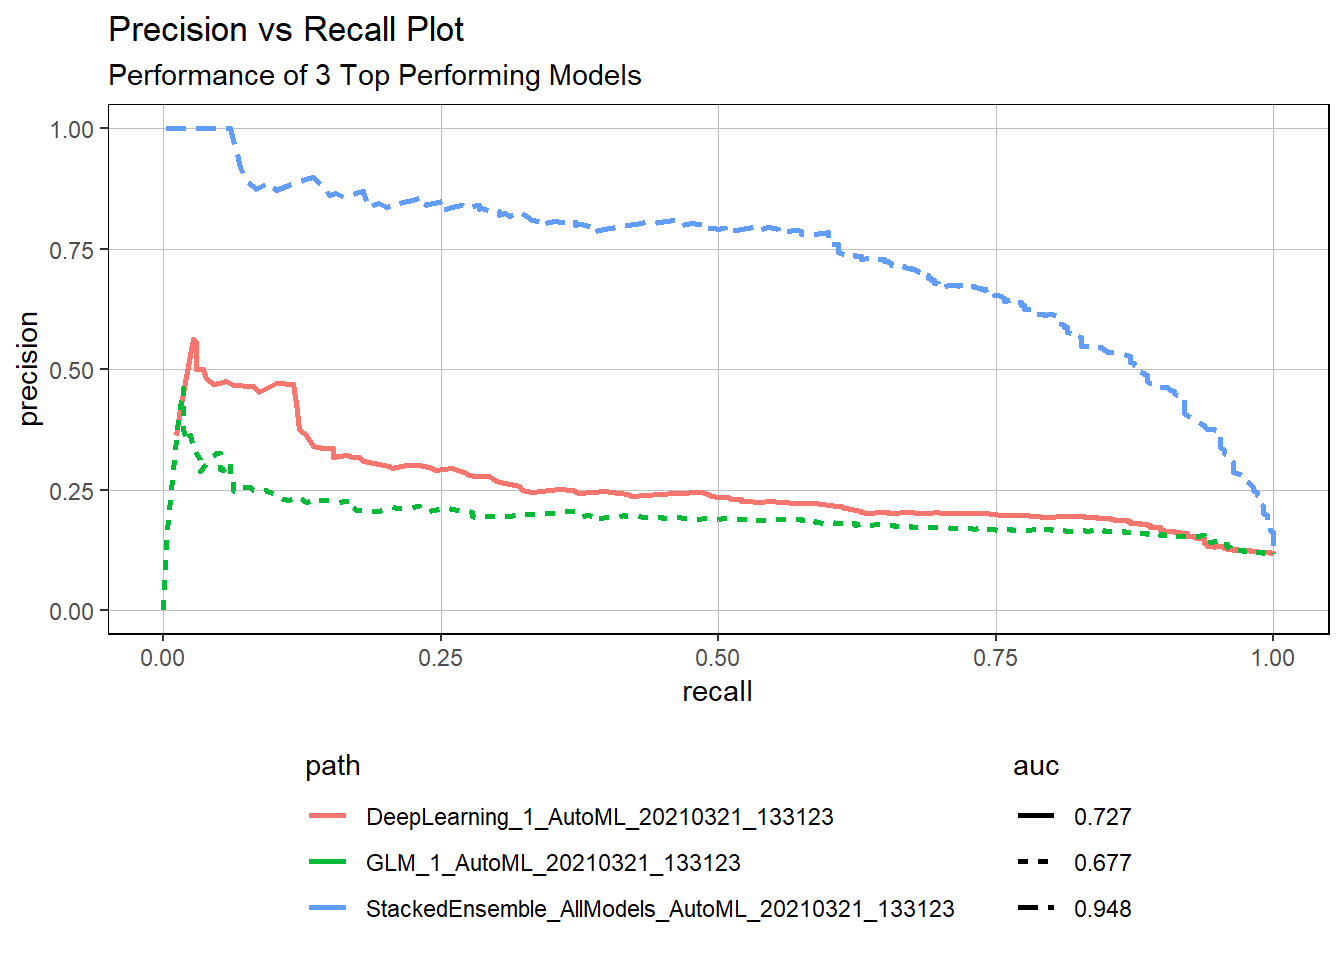 Precision vs Recall Plot
Performance of 3 Top Performing Models
precision
1.00
0.75
0.50
0.25
0.00
0.00 0.25 0.50 0.75 1.00
recall
path
DeepLearning_1_AutoML_20210321_133123
GLM_1_AutoML_20210321_133123
StackedEnsemble_AllModels_AutoML_20210321_133123
auc
0.727
0.677
0.948